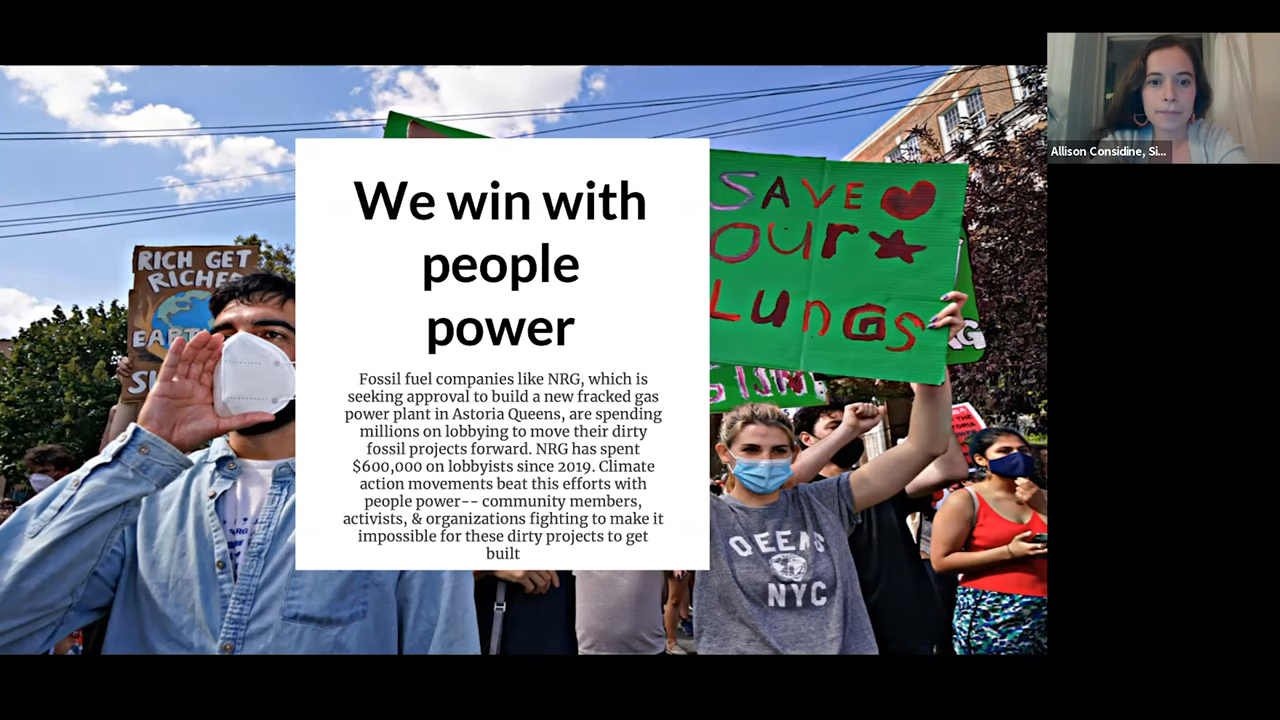 We win with
people
power
Fossil fuel companies like NRG, which is
seeking approval to build a new fracked gas
power plant in Astoria Queens, are spending
millions on lobbying to move their dirty
fossil projects forward. NRG has spent
$600,000 on lobbyists since 2019. Climate
action movements beat this efforts with
people power-- community members,
activists, & organizations fighting to make it
impossible for these dirty projects to get
built
RICH GET
RICHER
SAVE
OUR
LUNGS
QEENS
NYC
Allison Considine, Si...